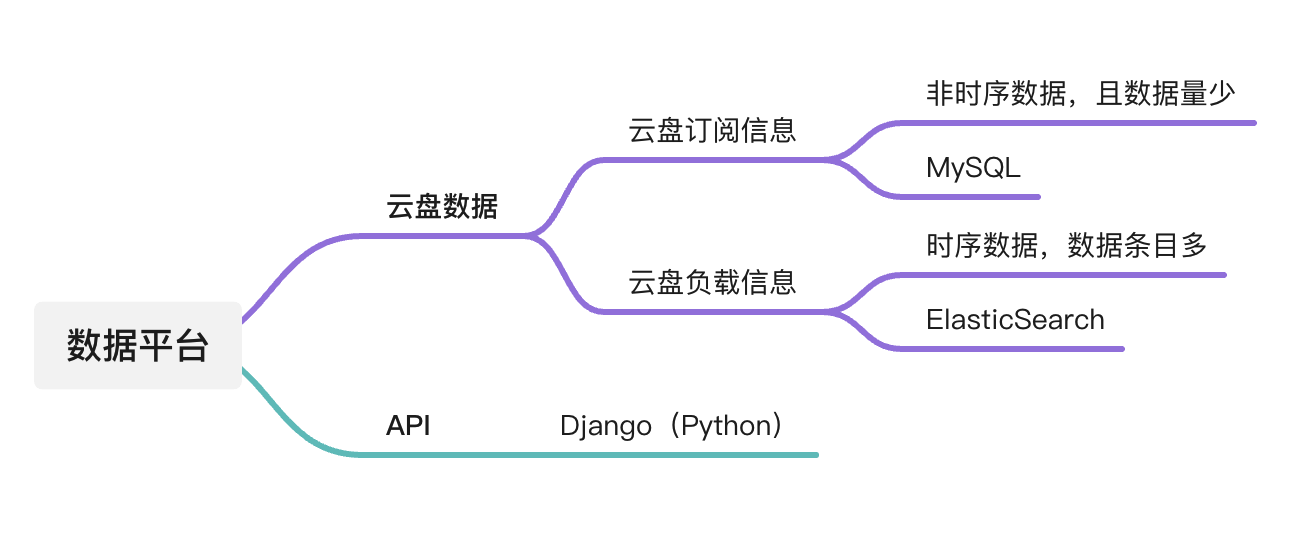 数据平台
云盘数据
云盘订阅信息
非时序数据，且数据量少
MySQL
云盘负载信息
时序数据，数据条目多
ElasticSearch
API
Django（Python）